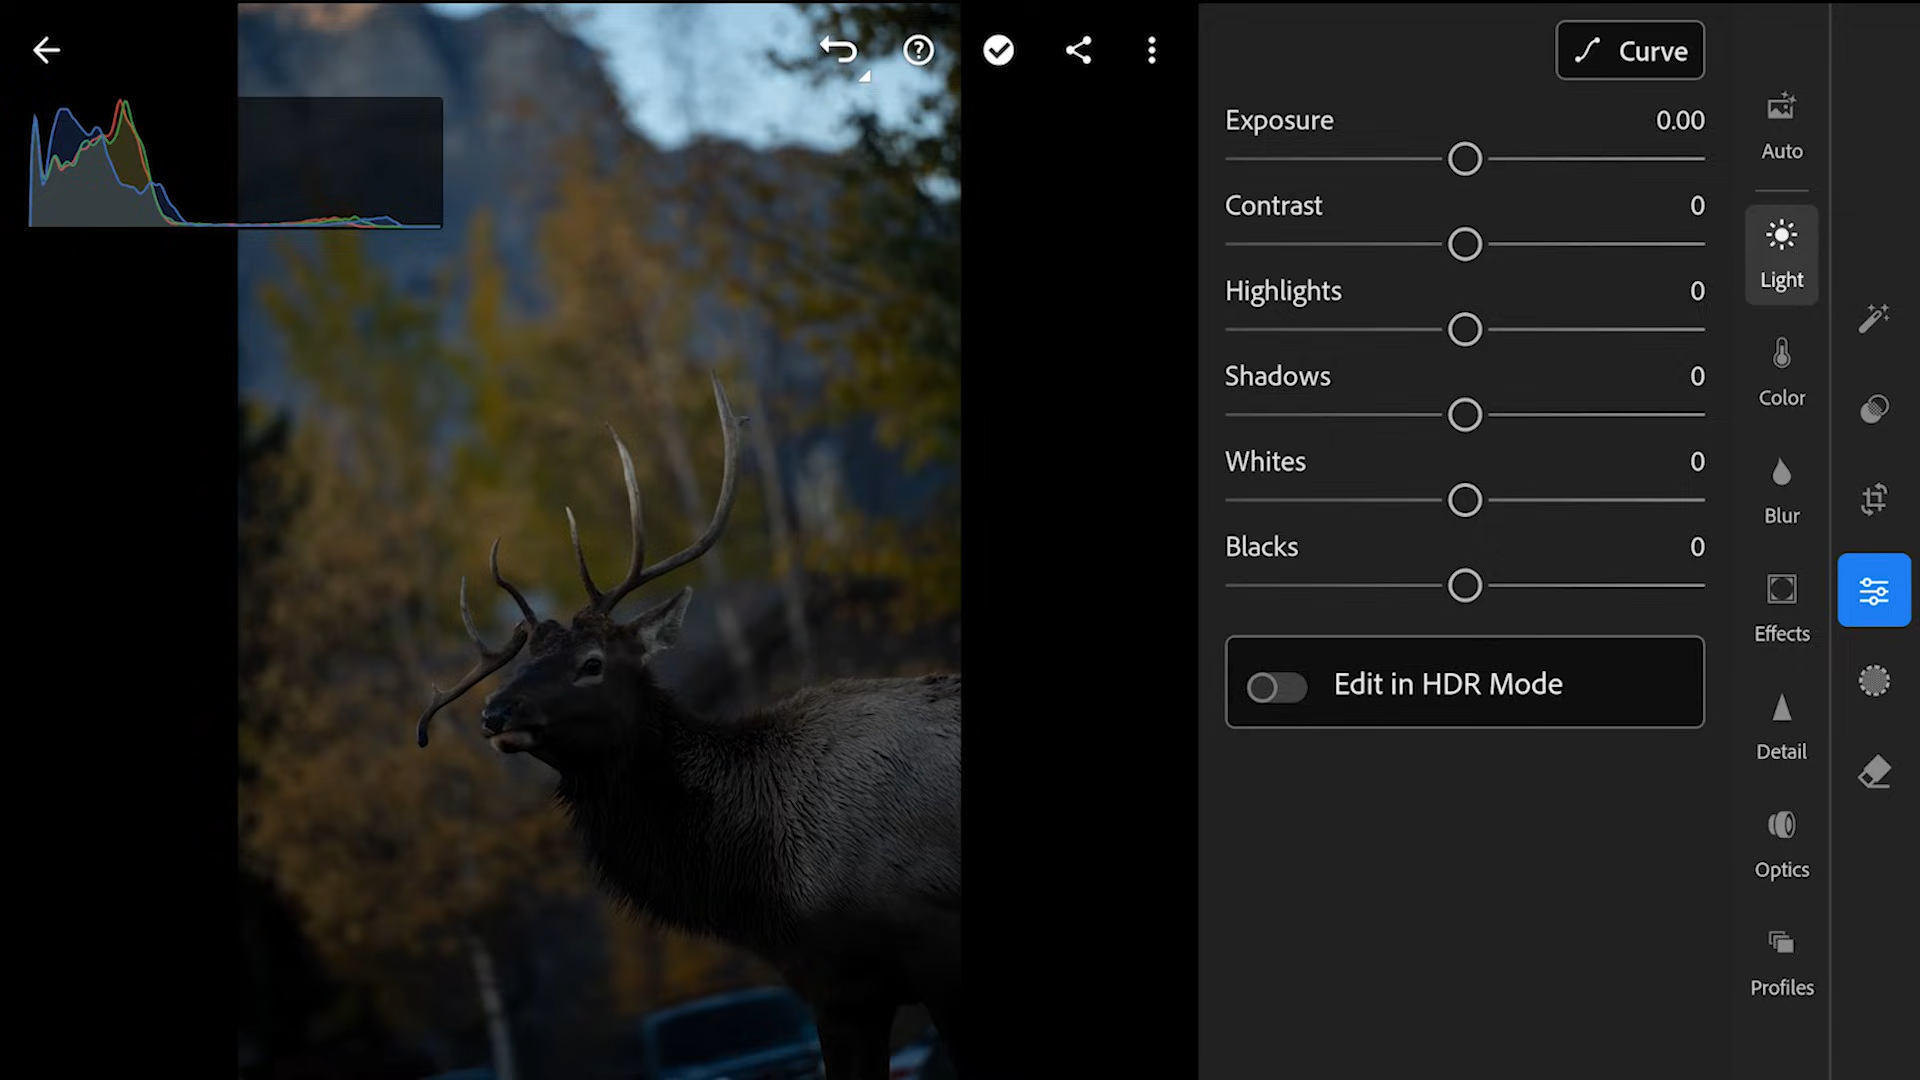 Curve
Exposure 0.00
Contrast 0
Highlights 0
Shadows 0
Whites 0
Blacks 0
Edit in HDR Mode
Auto
Light
Color
Blur
Effects
Detail
Optics
Profiles